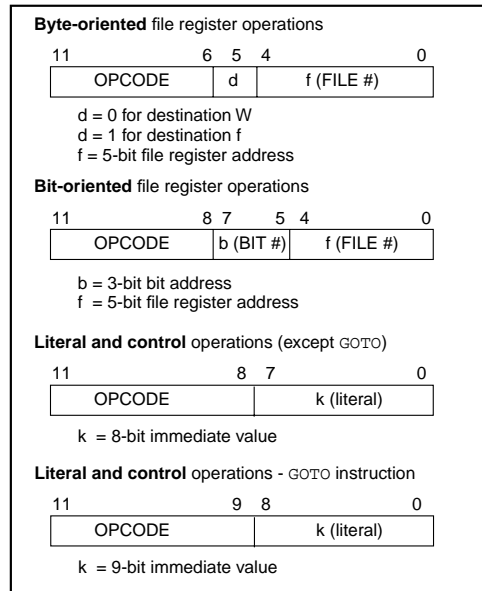 Byte-oriented file register operations
11 6 5 4 0
OPCODE d f (FILE #)
d = 0 for destination W
d = 1 for destination f
f = 5-bit file register address
Bit-oriented file register operations
11 8 7 5 4 0
OPCODE b (BIT #) f (FILE #)
b = 3-bit bit address
f = 5-bit file register address
Literal and control operations (except GOTO)
11 8 7 0
OPCODE k (literal)
k = 8-bit immediate value
Literal and control operations - GOTO instruction
11 9 8 0
OPCODE k (literal)
k = 9-bit immediate value